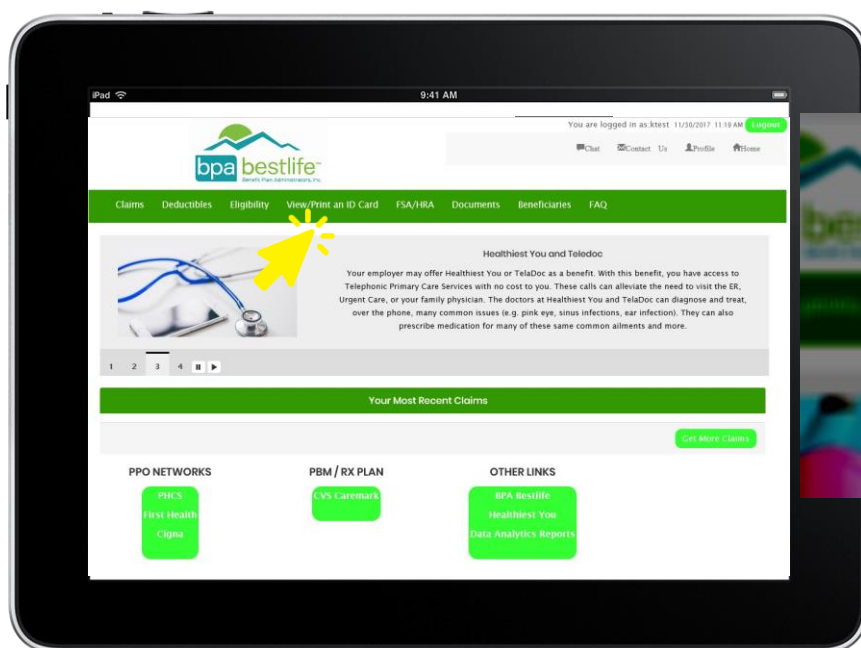 iPad
9:41 AM
You are logged in as:ktest 11/30/2017 11:10 AM Logout
Chat Contact Us Profile Home
bpa bestlife
Benefit Plan Administrators, Inc.
Claims Deductibles Eligibility View/Print an ID Card FSA/HRA Documents Beneficiaries FAQ
Healthiest You and Teledoc
Your employer may offer Healthiest You or TelaDoc as a benefit. With this benefit, you have access to
Telephonic Primary Care Services with no cost to you. These calls can alleviate the need to visit the ER,
Urgent Care, or your family physician. The doctors at Healthiest You and TelaDoc can diagnose and treat,
over the phone, many common issues (e.g. pink eye, sinus infections, ear infection). They can also
prescribe medication for many of these same common ailments and more.
1 2 3 4
Your Most Recent Claims
Get More Claims
PPO NETWORKS
PHCS
First Health
Cigna
PBM / RX PLAN
CVS Caremark
OTHER LINKS
BPA Bestlife
Healthiest You
Data Analytics Reports